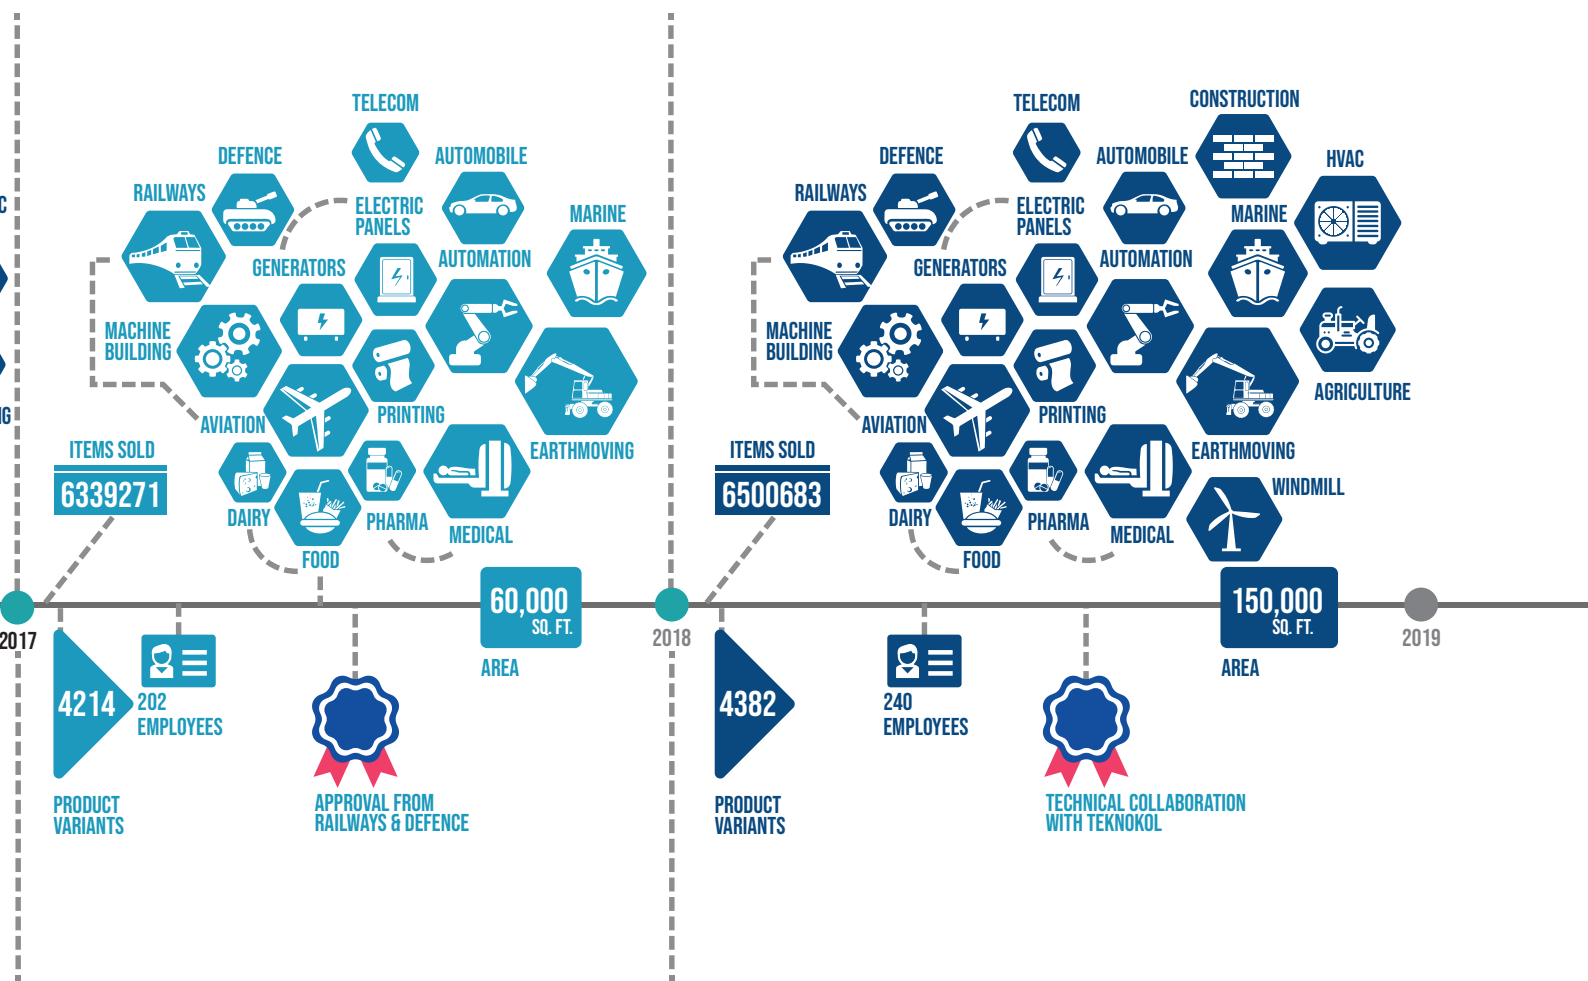 C
NG
TELECOM
DEFENCE
AUTOMOBILE
RAILWAYS
ELECTRIC
PANELS
MARINE
GENERATORS
AUTOMATION
MACHINE
BUILDING
PRINTING
AVIATION
EARTHMOVING
ITEMS SOLD
6339271
DAIRY
PHARMA
MEDICAL
FOOD
60,000
SQ. FT.
AREA
2017
4214
202
EMPLOYEES
PRODUCT
VARIANTS
APPROVAL FROM
RAILWAYS & DEFENCE
2018
TELECOM
CONSTRUCTION
DEFENCE
AUTOMOBILE
HVAC
RAILWAYS
ELECTRIC
PANELS
MARINE
GENERATORS
AUTOMATION
MACHINE
BUILDING
AGRICULTURE
PRINTING
AVIATION
EARTHMOVING
ITEMS SOLD
6500683
WINDMILL
DAIRY
PHARMA
MEDICAL
FOOD
150,000
SQ. FT.
AREA
2019
4382
240
EMPLOYEES
PRODUCT
VARIANTS
TECHNICAL COLLABORATION
WITH TEKNOKOL